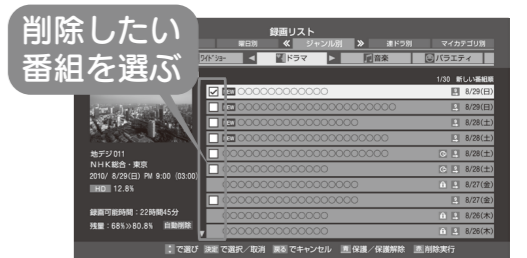 削除したい
番組を選ぶ
録画リスト
曜日別 ≪ ジャンル別 ≫ 連ドラ別 マイカテゴリ別
ワイドショー ◀ ドラマ ▶ 音楽 バラエティ
1/30 新しい番組順
○○○○○○○○○○○○ 8/29(日)
○○○○○○○○○○○○○○○○○○○○○ 8/29(日)
○○○○○○○○○○○○○○○○ 8/28(土)
○○○○○○○○○○○○○○○○○○○○ 8/28(土)
○○○○○○○○○○○○○○○○○○○○○○ 8/28(土)
○○○○○○○○○○○○○○ 8/28(土)
○○○○○○○○○○○○○○○○○○ 8/27(金)
○○○○○○○○○○○○○○○○ 8/27(金)
○○○○○○○○○○○○○○ 8/26(木)
○○○○○○○○○○○○○○○○ 8/26(木)
地デジ011
NHK総合・東京
2010/ 8/29(日) PM 9:00 (03:00)
HD 12.8%
録画可能時間：22時間45分
残量：68%≫80.8% 自動削除
で選び 決定 で選択／取消 戻る でキャンセル 青 保護／保護解除 赤 削除実行